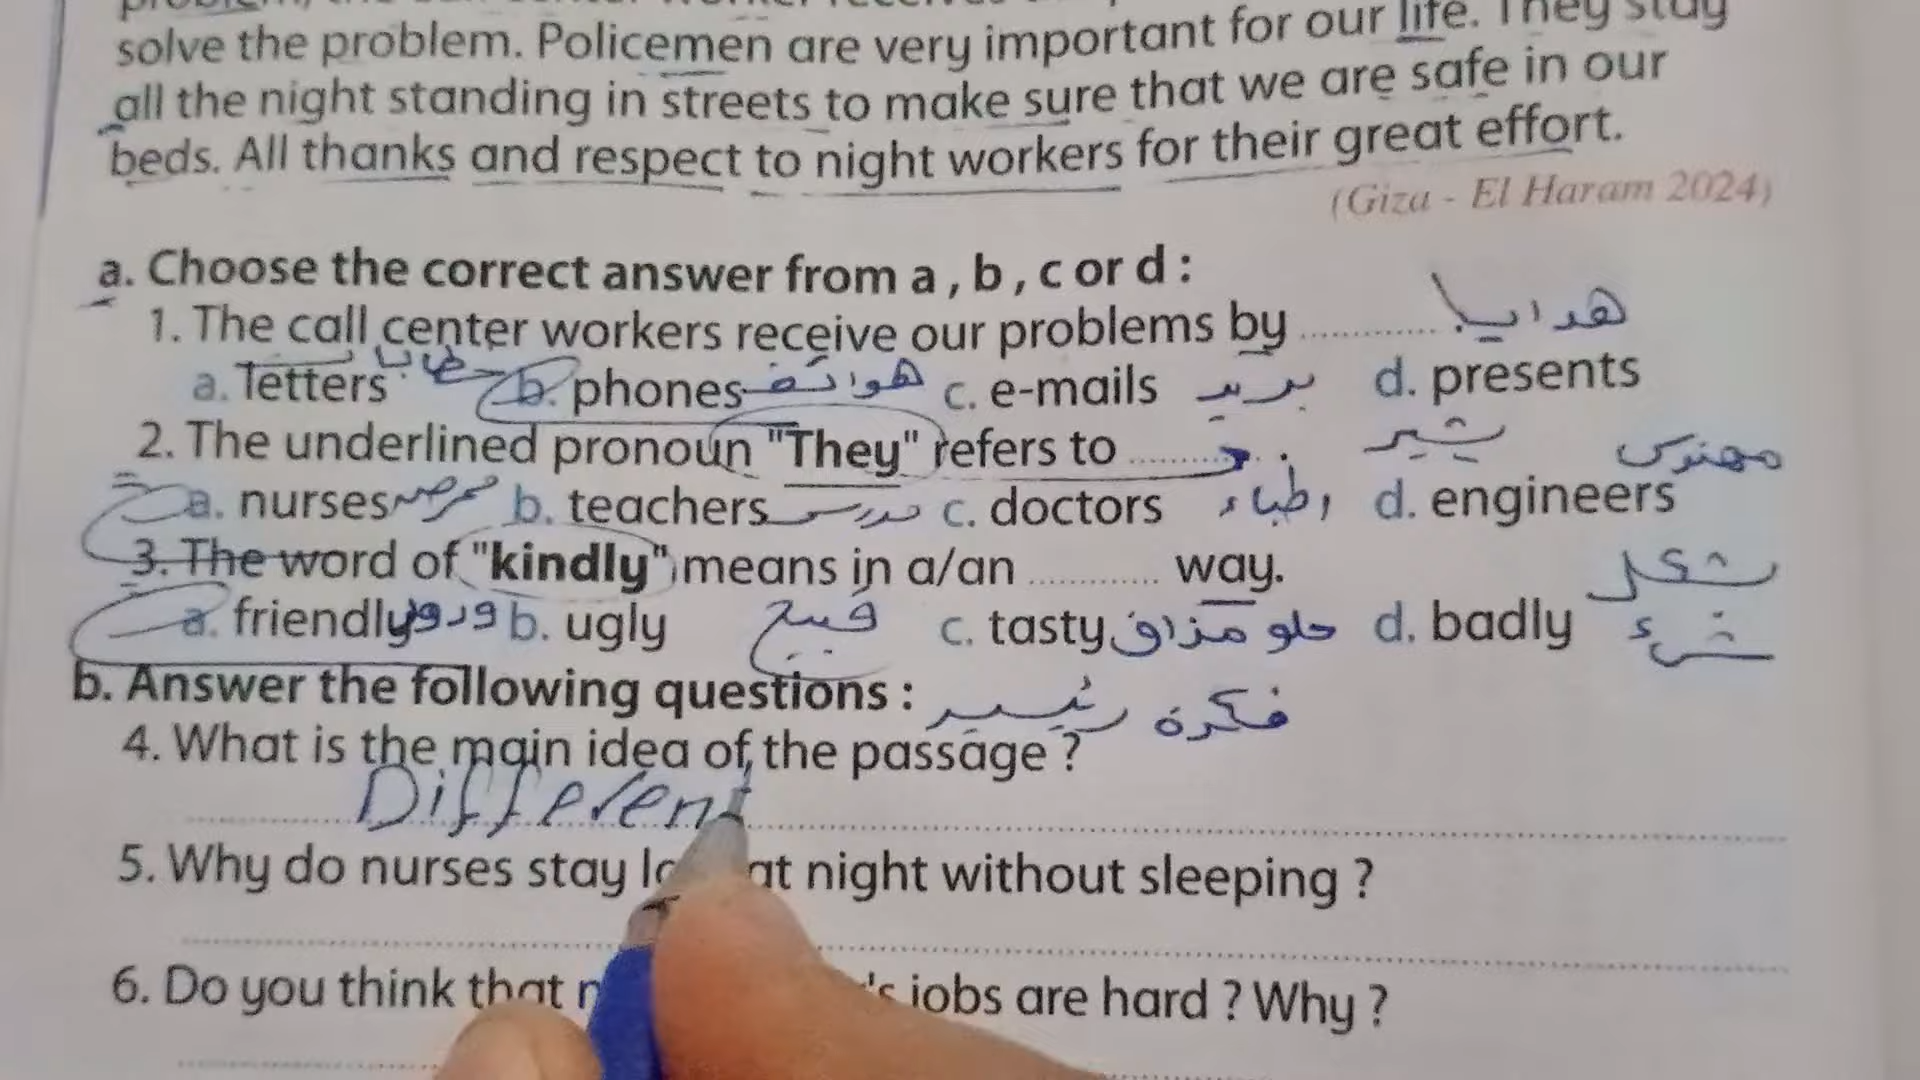 solve the problem. Policemen are very important for our life. They stay
all the night standing in streets to make sure that we are safe in our
beds. All thanks and respect to night workers for their great effort.
(Giza - El Haram 2024)
a. Choose the correct answer from a , b , c or d :
1. The call center workers receive our problems by ............ هدايا
a. letters b. phones هواتف c. e-mails بريد d. presents
2. The underlined pronoun "They" refers to ............ يشير مهندس
a. nurses b. teachers مدرس c. doctors اطباء d. engineers
3. The word of "kindly" means in a/an ............ way. شكل
a. friendly ودود b. ugly قبيح c. tasty حلو مذاق d. badly
b. Answer the following questions : فكرة
4. What is the main idea of the passage ?
Different
5. Why do nurses stay at night without sleeping ?
6. Do you think that jobs are hard ? Why ?